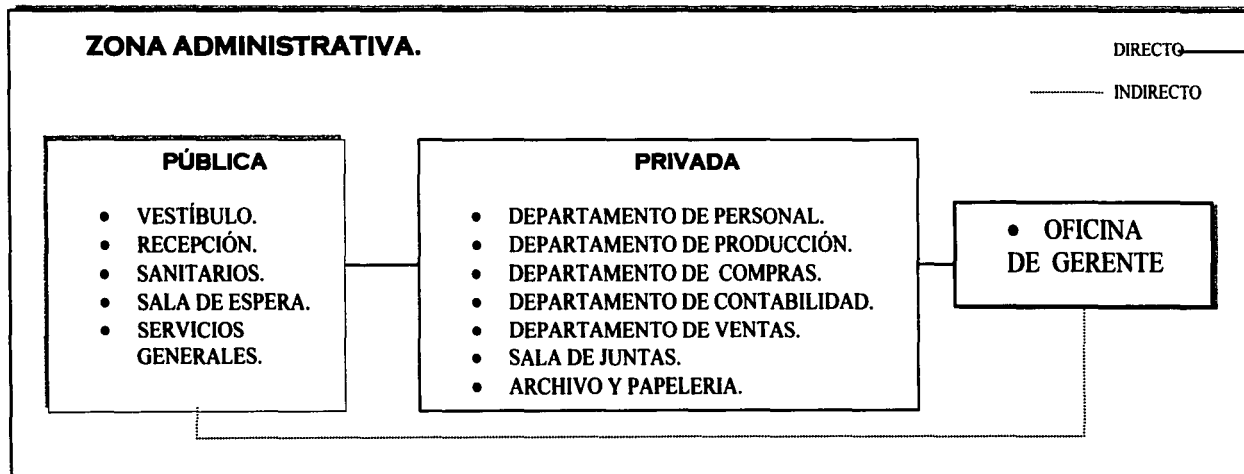 ZONA ADMINISTRATIVA.
DIRECTO
INDIRECTO
PÚBLICA
• VESTÍBULO.
• RECEPCIÓN.
• SANITARIOS.
• SALA DE ESPERA.
• SERVICIOS
GENERALES.
PRIVADA
• DEPARTAMENTO DE PERSONAL.
• DEPARTAMENTO DE PRODUCCIÓN.
• DEPARTAMENTO DE COMPRAS.
• DEPARTAMENTO DE CONTABILIDAD.
• DEPARTAMENTO DE VENTAS.
• SALA DE JUNTAS.
• ARCHIVO Y PAPELERIA.
• OFICINA
DE GERENTE